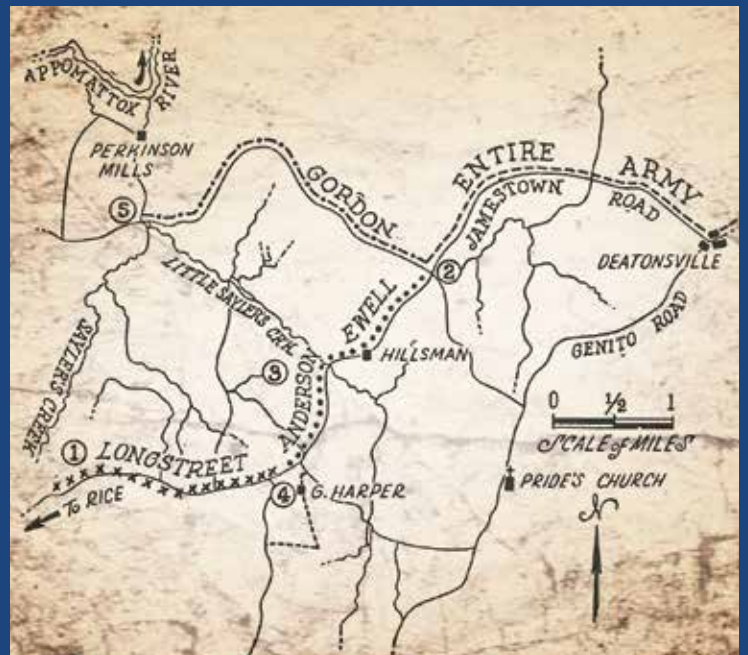 APPOMATTOX
RIVER
PERKINSON
MILLS
5
GORDON
ENTIRE
ARMY
JAMESTOWN
ROAD
DEATONSVILLE
2
LITTLE SAYLERS CRK.
EWELL
HILLSMAN
GENITO ROAD
3
ANDERSON
SAYLER'S CREEK
0 1/2 1
SCALE of MILES
1
LONGSTREET
TO RICE
4
G. HARPER
PRIDE'S CHURCH
N